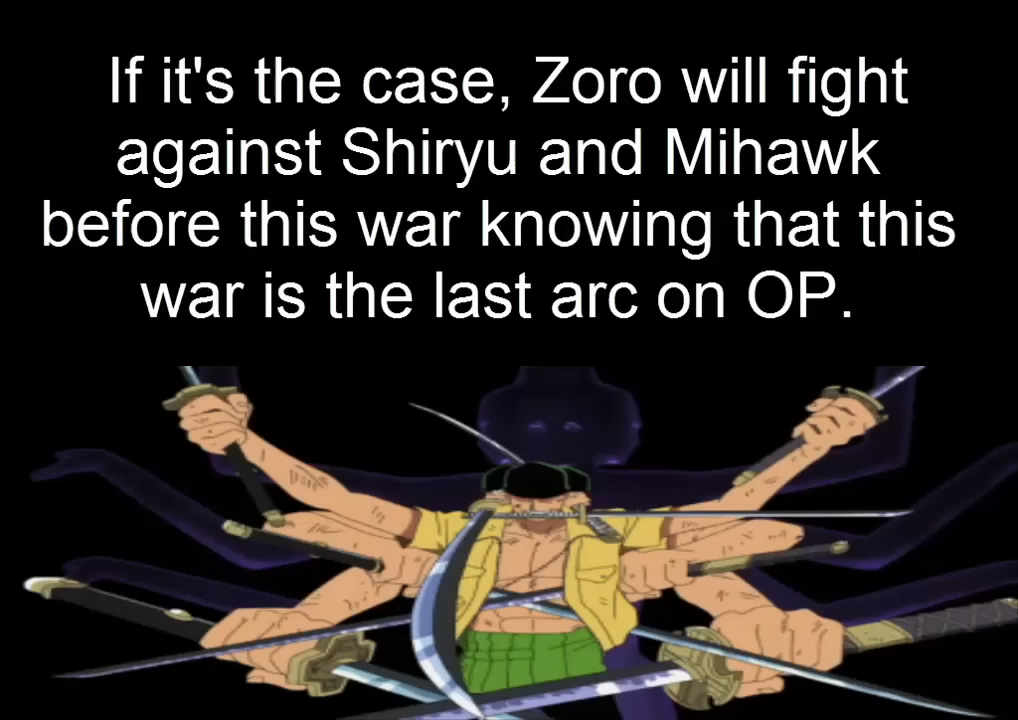 If it's the case, Zoro will fight
against Shiryu and Mihawk
before this war knowing that this
war is the last arc on OP.